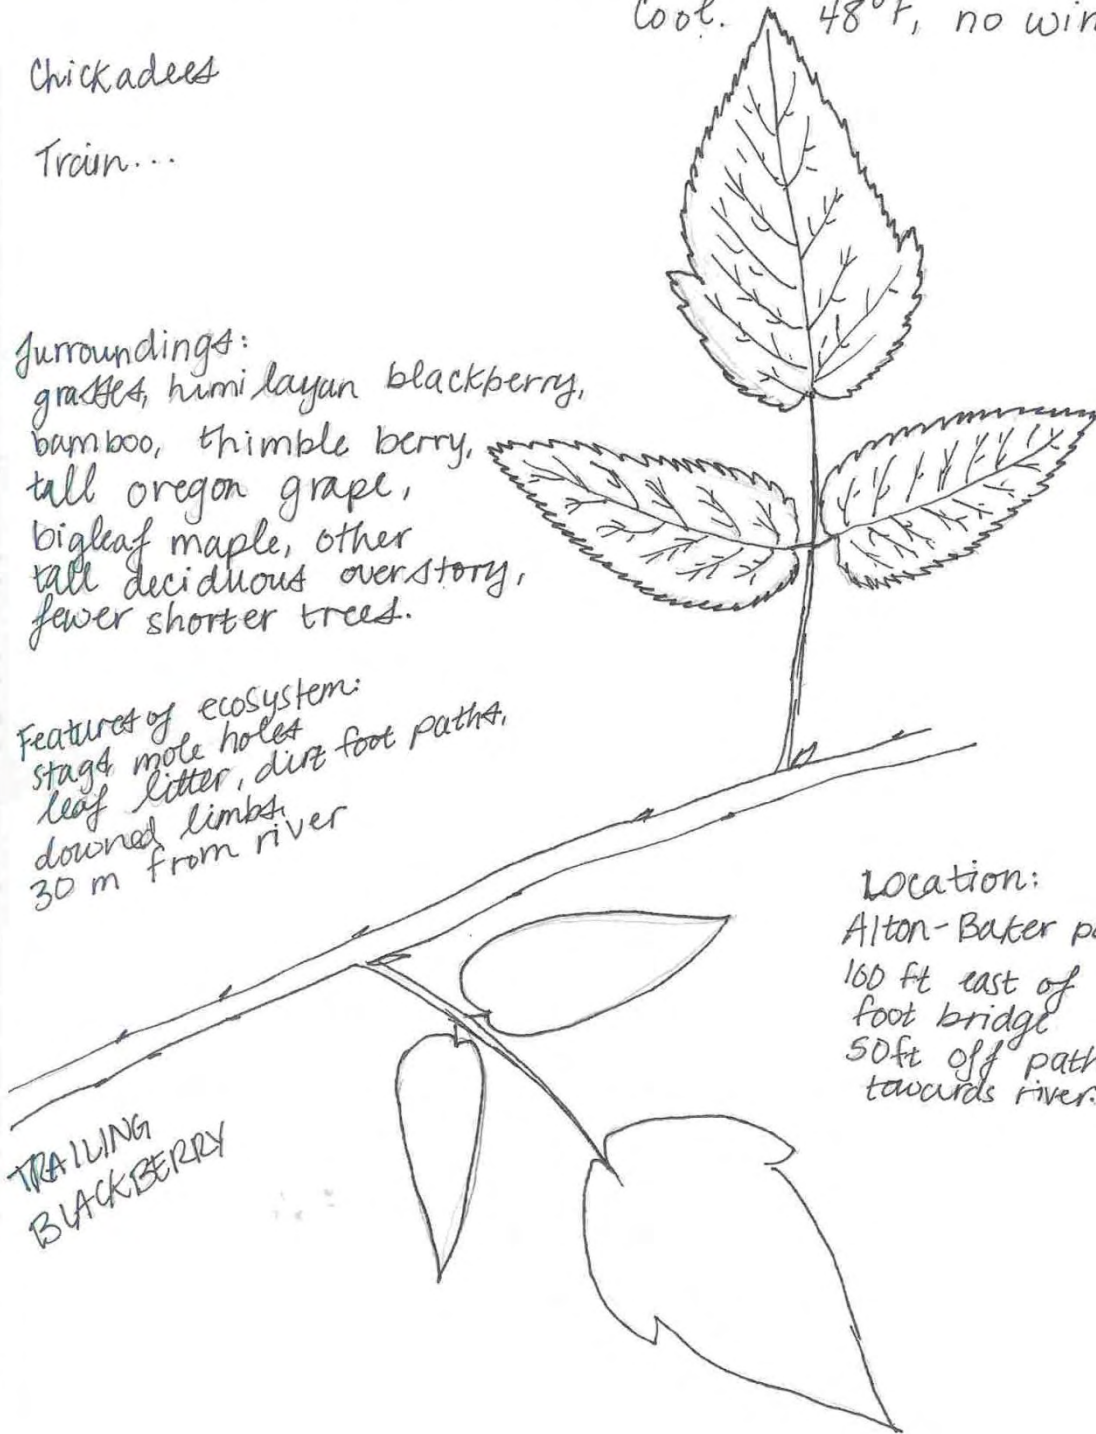 Cool. 48°F, no win
Chickadees
Train...
Surroundings:
grasses, himilayan blackberry,
bamboo, thimble berry,
tall oregon grape,
bigleaf maple, other
tall deciduous overstory,
fewer shorter trees.
Features of ecosystem:
stags, mole holes
leaf litter, dirt foot paths,
downed limbs,
30 m from river
Location:
Alton-Baker pa
100 ft east of
foot bridge
50ft off path
towards river.
TRAILING
BLACKBERRY